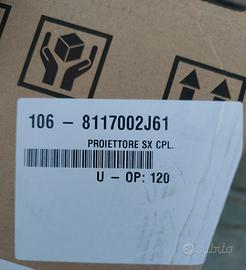 106 - 8117002J61
PROIETTORE SX CPL.
U - OP: 120
subito